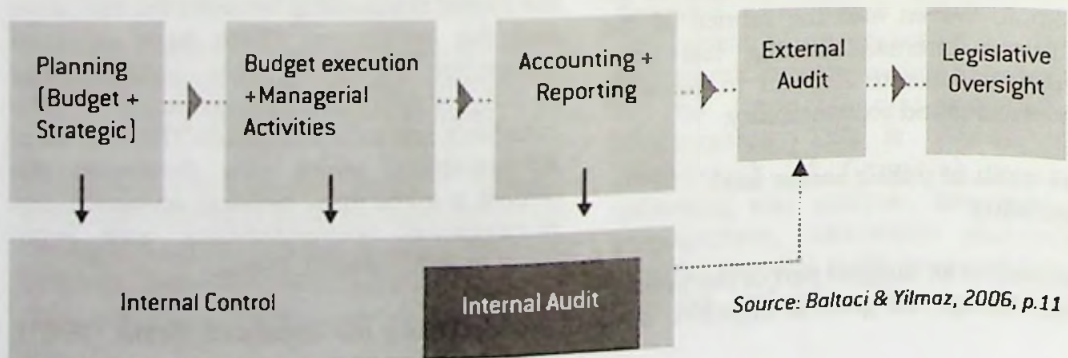 Planning
[Budget +
Strategic]
Budget execution
+Managerial
Activities
Accounting +
Reporting
External
Audit
Legislative
Oversight
Internal Control
Internal Audit
Source: Baltaci & Yilmaz, 2006, p.11